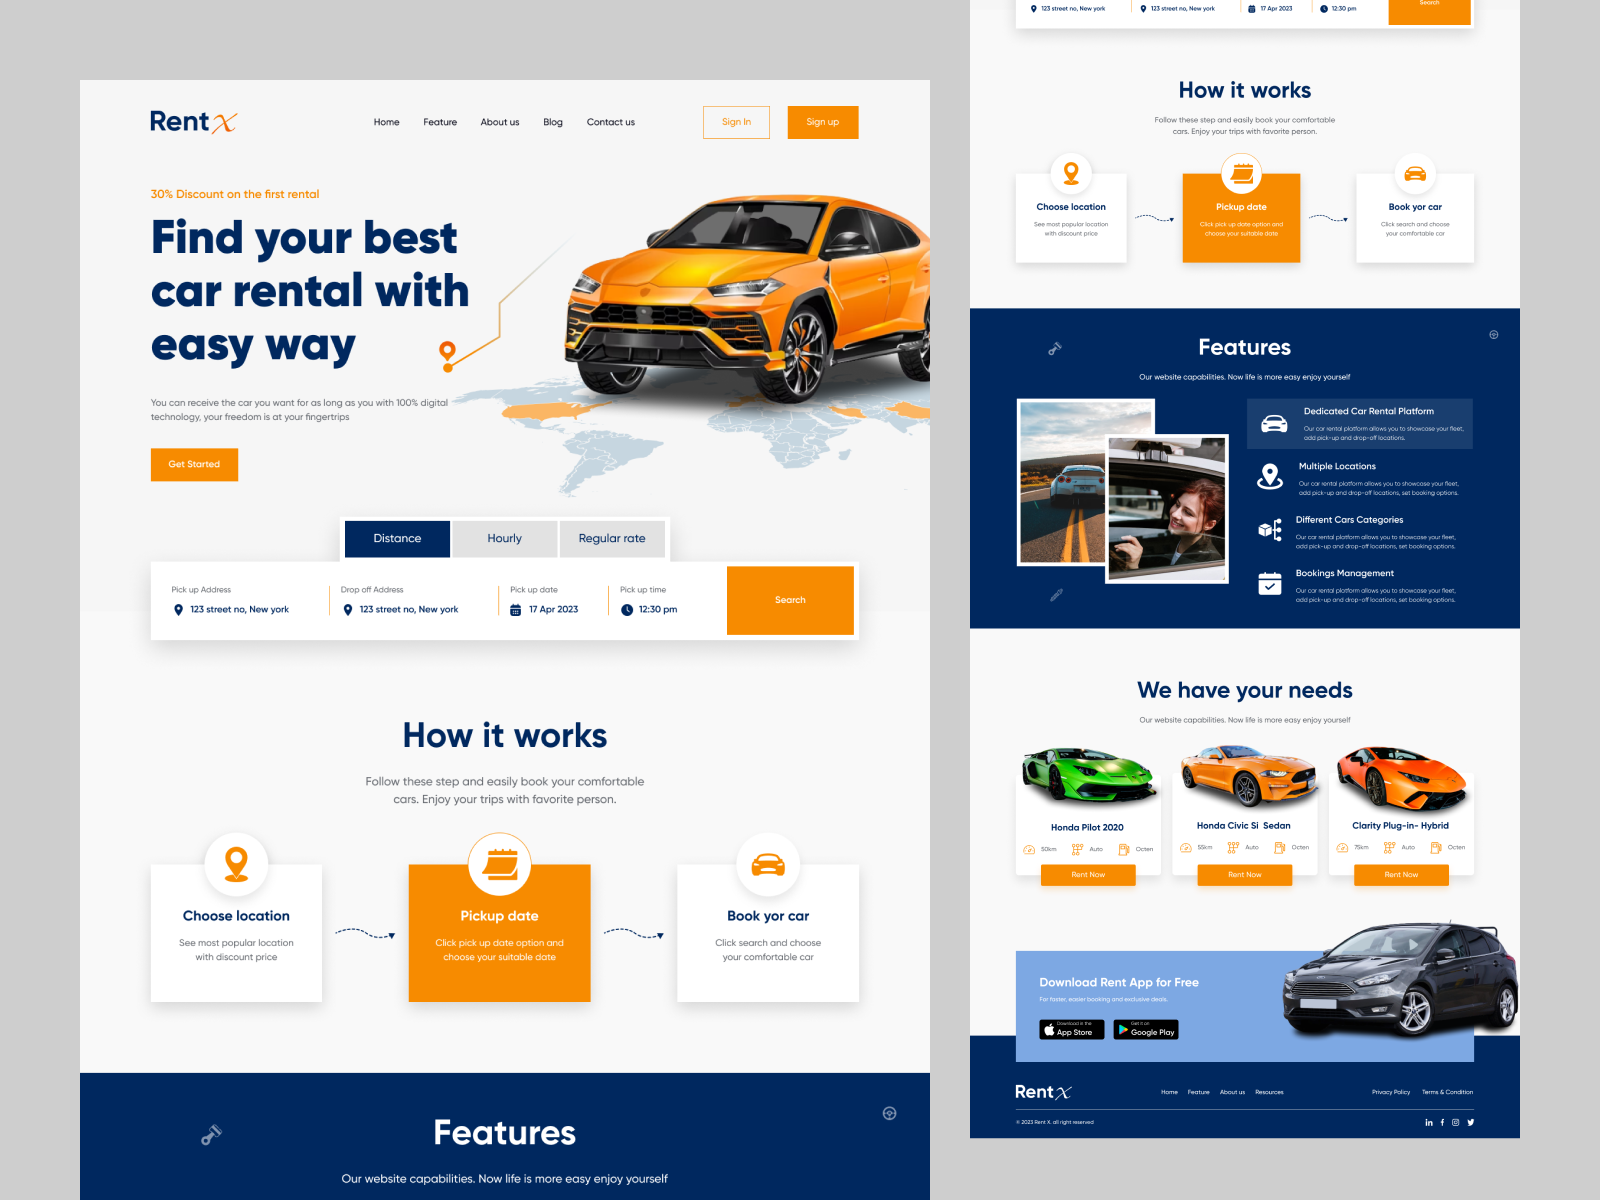 Rent X
Home Feature About us Blog Contact us
Sign In Sign up
30% Discount on the first rental
Find your best
car rental with
easy way
You can receive the car you want for as long as you with 100% digital
technology, your freedom is at your fingertrips
Get Started
Distance Hourly Regular rate
Pick up Address Drop off Address Pick up date Pick up time
123 street no, New york 123 street no, New york 17 Apr 2023 12:30 pm
Search
How it works
Follow these step and easily book your comfortable
cars. Enjoy your trips with favorite person.
Choose location
See most popular location
with discount price
Pickup date
Click pick up date option and
choose your suitable date
Book yor car
Click search and choose
your comfortable car
Features
Our website capabilities. Now life is more easy enjoy yourself
123 street no, New york 123 street no, New york 17 Apr 2023 12:30 pm
Search
How it works
Follow these step and easily book your comfortable
cars. Enjoy your trips with favorite person.
Choose location
See most popular location
with discount price
Pickup date
Click pick up date option and
choose your suitable date
Book yor car
Click search and choose
your comfortable car
Features
Our website capabilities. Now life is more easy enjoy yourself
Dedicated Car Rental Platform
Our car rental platform allows you to showcase your fleet,
add pick-up and drop-off locations.
Multiple Locations
Our car rental platform allows you to showcase your fleet,
add pick-up and drop-off locations, set booking options.
Different Cars Categories
Our car rental platform allows you to showcase your fleet,
add pick-up and drop-off locations, set booking options.
Bookings Management
Our car rental platform allows you to showcase your fleet,
add pick-up and drop-off locations, set booking options.
We have your needs
Our website capabilities. Now life is more easy enjoy yourself
Honda Pilot 2020
50km Auto Octen
Rent Now
Honda Civic Si Sedan
55km Auto Octen
Rent Now
Clarity Plug-in- Hybrid
75km Auto Octen
Rent Now
Download Rent App for Free
For faster, easier booking and exclusive deals.
Download in the
App Store
Get it on
Google Play
Rent X
Home Feature About us Resources
Privacy Policy Terms & Condition
© 2023 Rent X. all right reserved